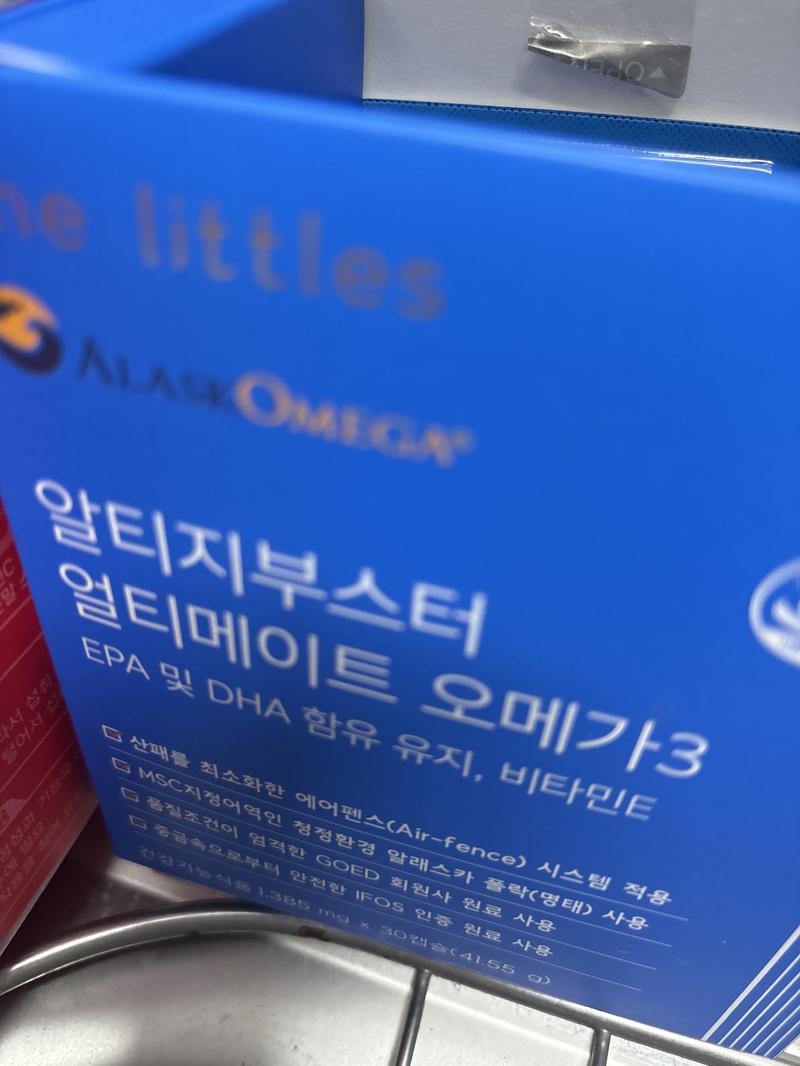 OPEN
ne littles
ALASKOMEGA®
알티지부스터
얼티메이트 오메가3
EPA 및 DHA 함유 유지, 비타민E
산패를 최소화한 에어펜스(Air-fence) 시스템 적용
MSC지정어역인 청정환경 알래스카 폴락(명태) 사용
품질조건이 엄격한 GOED 회원사 원료 사용
중금속으로부터 안전한 IFOS 인증 원료 사용
건강기능식품 1,385 mg x 30캡슐(41.55 g)